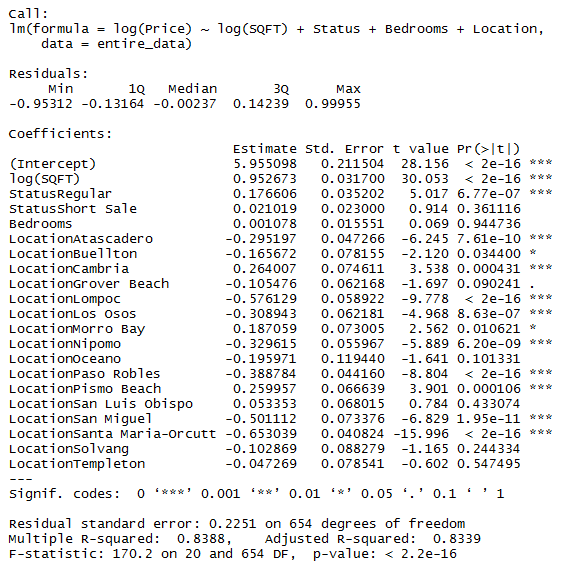 Call:
lm(formula = log(Price) ~ log(SQFT) + Status + Bedrooms + Location,
    data = entire_data)
Residuals:
     Min       1Q   Median       3Q      Max
-0.95312 -0.13164 -0.00237  0.14239  0.99955
Coefficients:
                            Estimate Std. Error t value Pr(>|t|)
(Intercept)                 5.955098   0.211504  28.156  < 2e-16 ***
log(SQFT)                   0.952673   0.031700  30.053  < 2e-16 ***
StatusRegular               0.176606   0.035202   5.017 6.77e-07 ***
StatusShort Sale            0.021019   0.023000   0.914 0.361116
Bedrooms                    0.001078   0.015551   0.069 0.944736
LocationAtascadero         -0.295197   0.047266  -6.245 7.61e-10 ***
LocationBuellton           -0.165672   0.078155  -2.120 0.034400 *
LocationCambria             0.264007   0.074611   3.538 0.000431 ***
LocationGrover Beach       -0.105476   0.062168  -1.697 0.090241 .
LocationLompoc             -0.576129   0.058922  -9.778  < 2e-16 ***
LocationLos Osos           -0.308943   0.062181  -4.968 8.63e-07 ***
LocationMorro Bay           0.187059   0.073005   2.562 0.010621 *
LocationNipomo             -0.329615   0.055967  -5.889 6.20e-09 ***
LocationOceano             -0.195971   0.119440  -1.641 0.101331
LocationPaso Robles        -0.388784   0.044160  -8.804  < 2e-16 ***
LocationPismo Beach         0.259957   0.066639   3.901 0.000106 ***
LocationSan Luis Obispo     0.053353   0.068015   0.784 0.433074
LocationSan Miguel         -0.501112   0.073376  -6.829 1.95e-11 ***
LocationSanta Maria-Orcutt -0.653039   0.040824 -15.996  < 2e-16 ***
LocationSolvang            -0.102869   0.088279  -1.165 0.244334
LocationTempleton          -0.047269   0.078541  -0.602 0.547495
---
Signif. codes:  0 ‘***’ 0.001 ‘**’ 0.01 ‘*’ 0.05 ‘.’ 0.1 ‘ ’ 1
Residual standard error: 0.2251 on 654 degrees of freedom
Multiple R-squared:  0.8388,    Adjusted R-squared:  0.8339
F-statistic: 170.2 on 20 and 654 DF,  p-value: < 2.2e-16